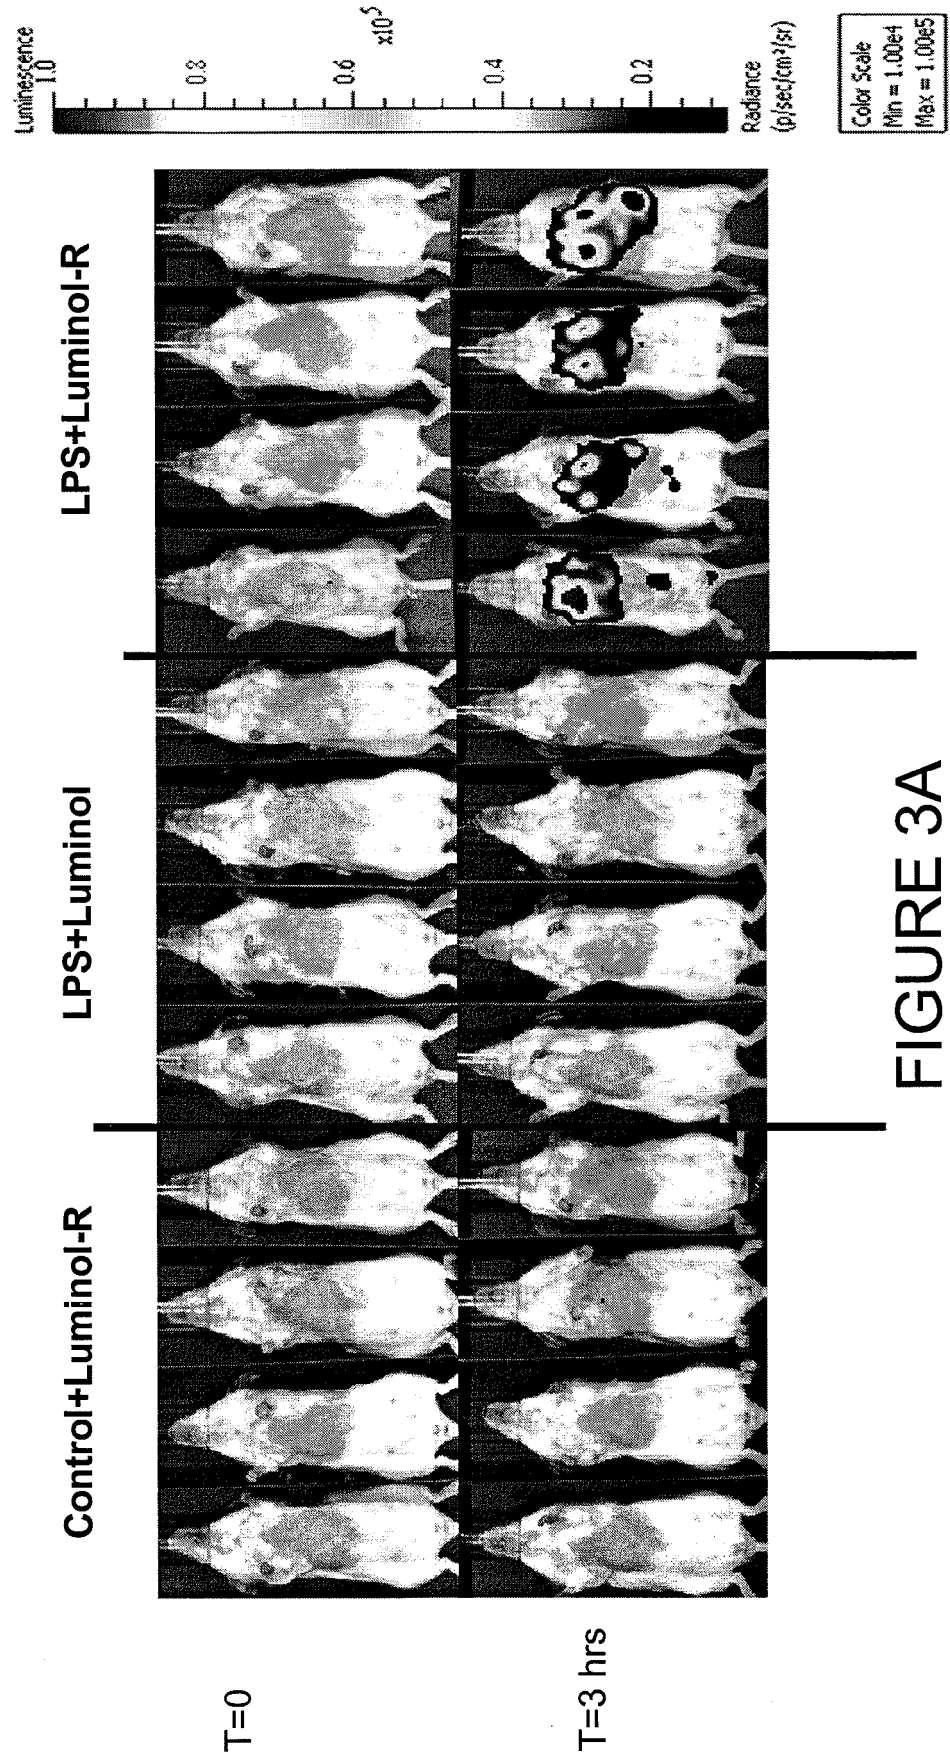 Control+Luminol-R
LPS+Luminol
LPS+Luminol-R
T=0
T=3 hrs
Luminescence
1.0
0.8
0.6
x10-5
0.4
0.2
Radiance
(p/sec/cm²/sr)
Color Scale
Min = 1.00e4
Max = 1.00e5
FIGURE 3A